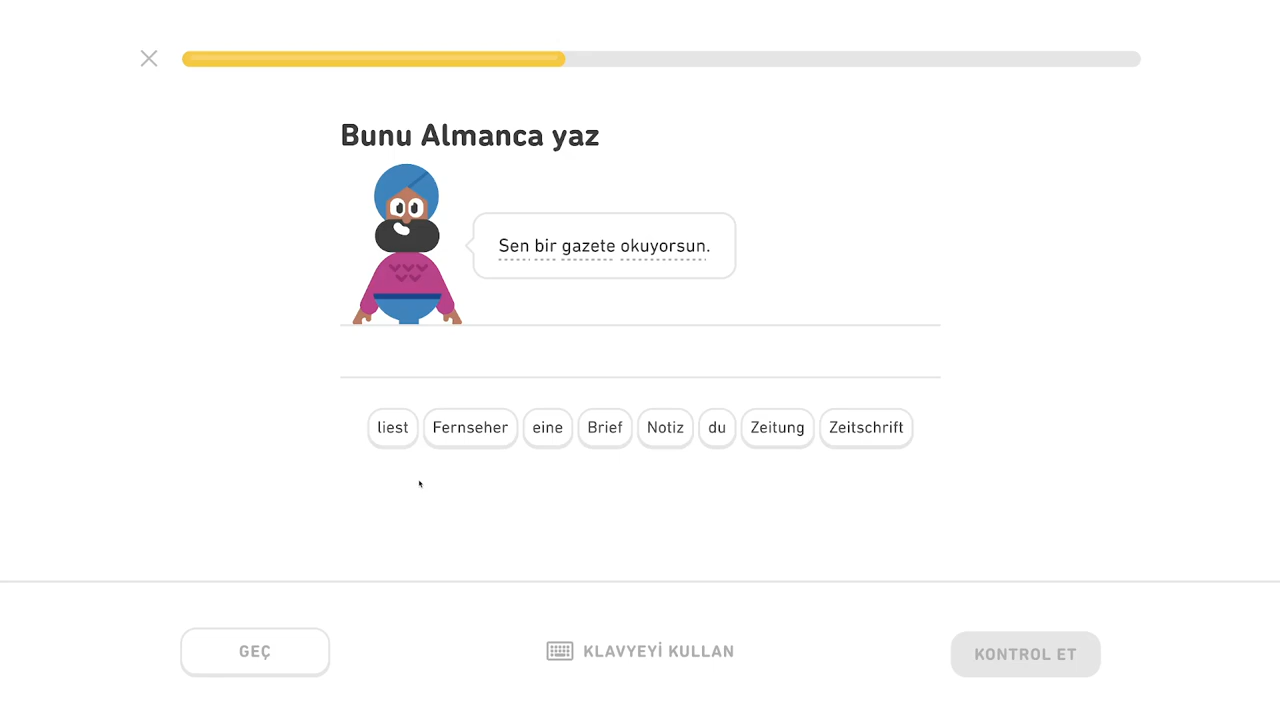 Bunu Almanca yaz
Sen bir gazete okuyorsun.
liest Fernseher eine Brief Notiz du Zeitung Zeitschrift
GEÇ KLAVYEYİ KULLAN KONTROL ET